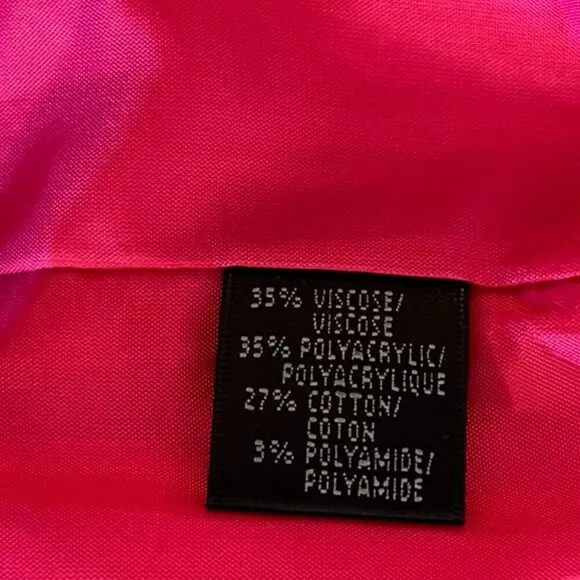 35% VISCOSE/
VISCOSE
35% POLYACRYLIC/
POLYACRYLIQUE
27% COTTON/
COTON
3% POLYAMIDE/
POLYAMIDE